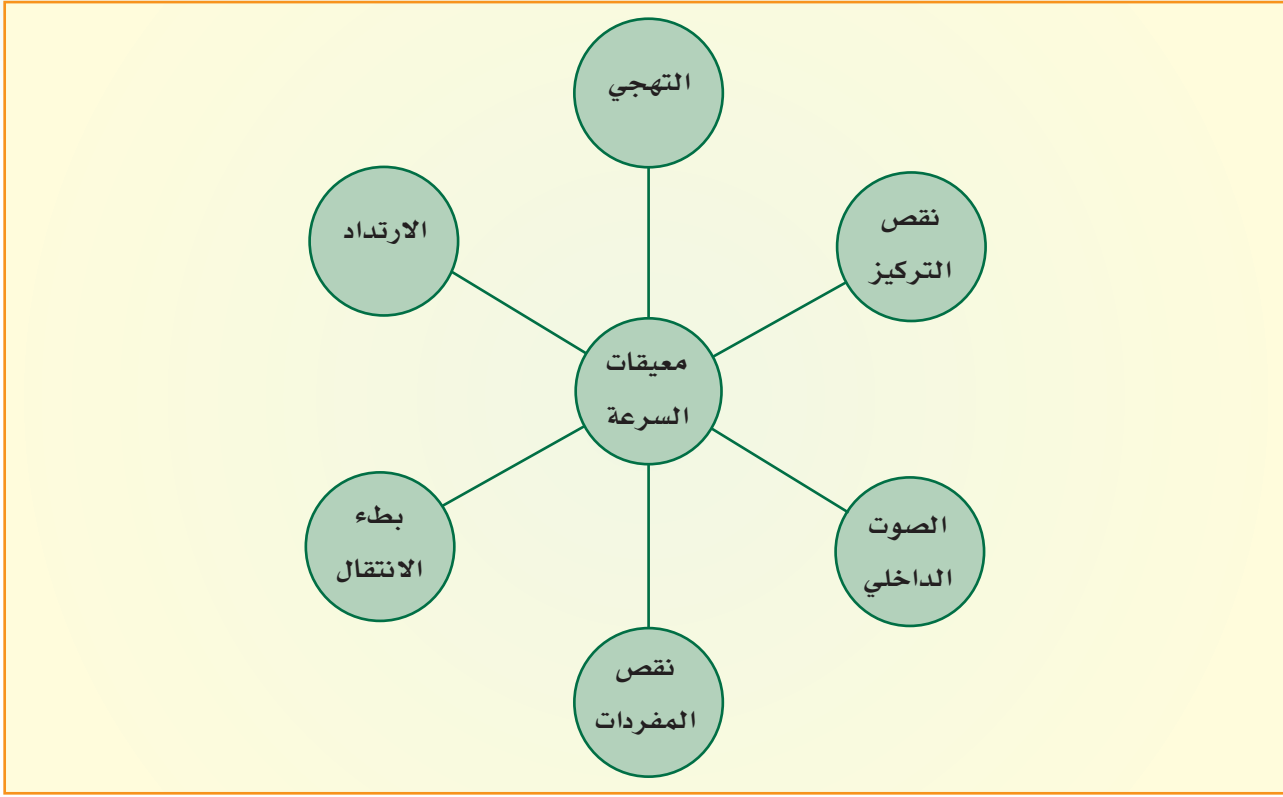 التهجي
نقص
التركيز
الارتداد
معيقات
السرعة
الصوت
الداخلي
بطء
الانتقال
نقص
المفردات